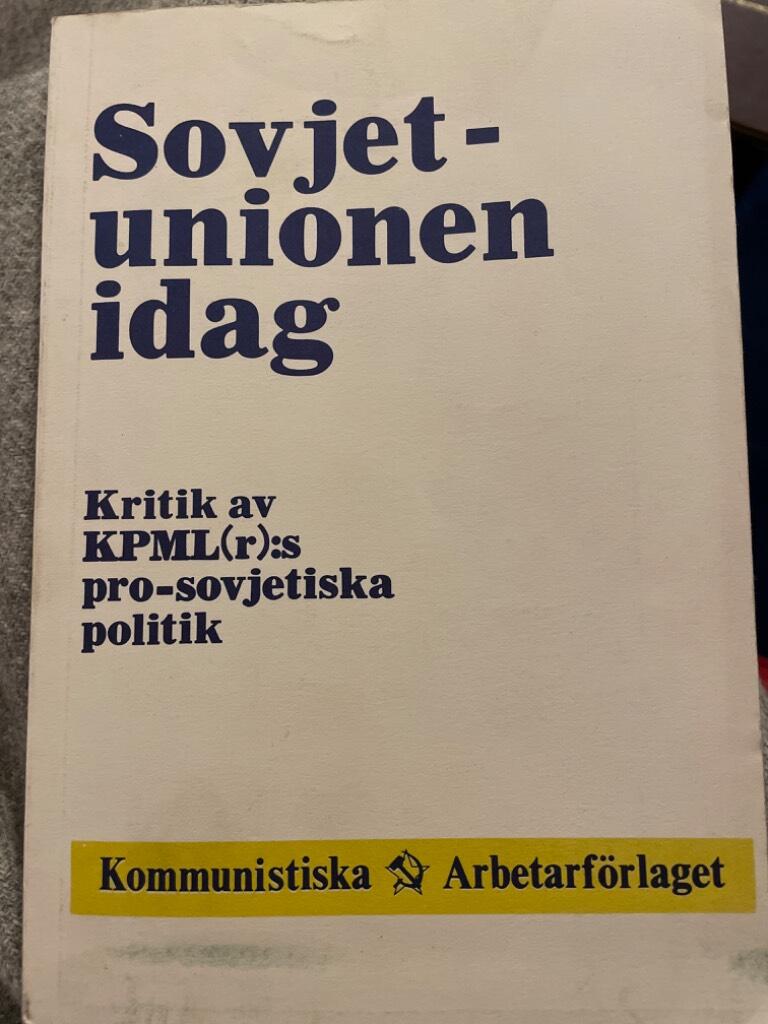 Sovjet-
unionen
idag
Kritik av
KPML(r):s
pro-sovjetiska
politik
Kommunistiska Arbetarförlaget